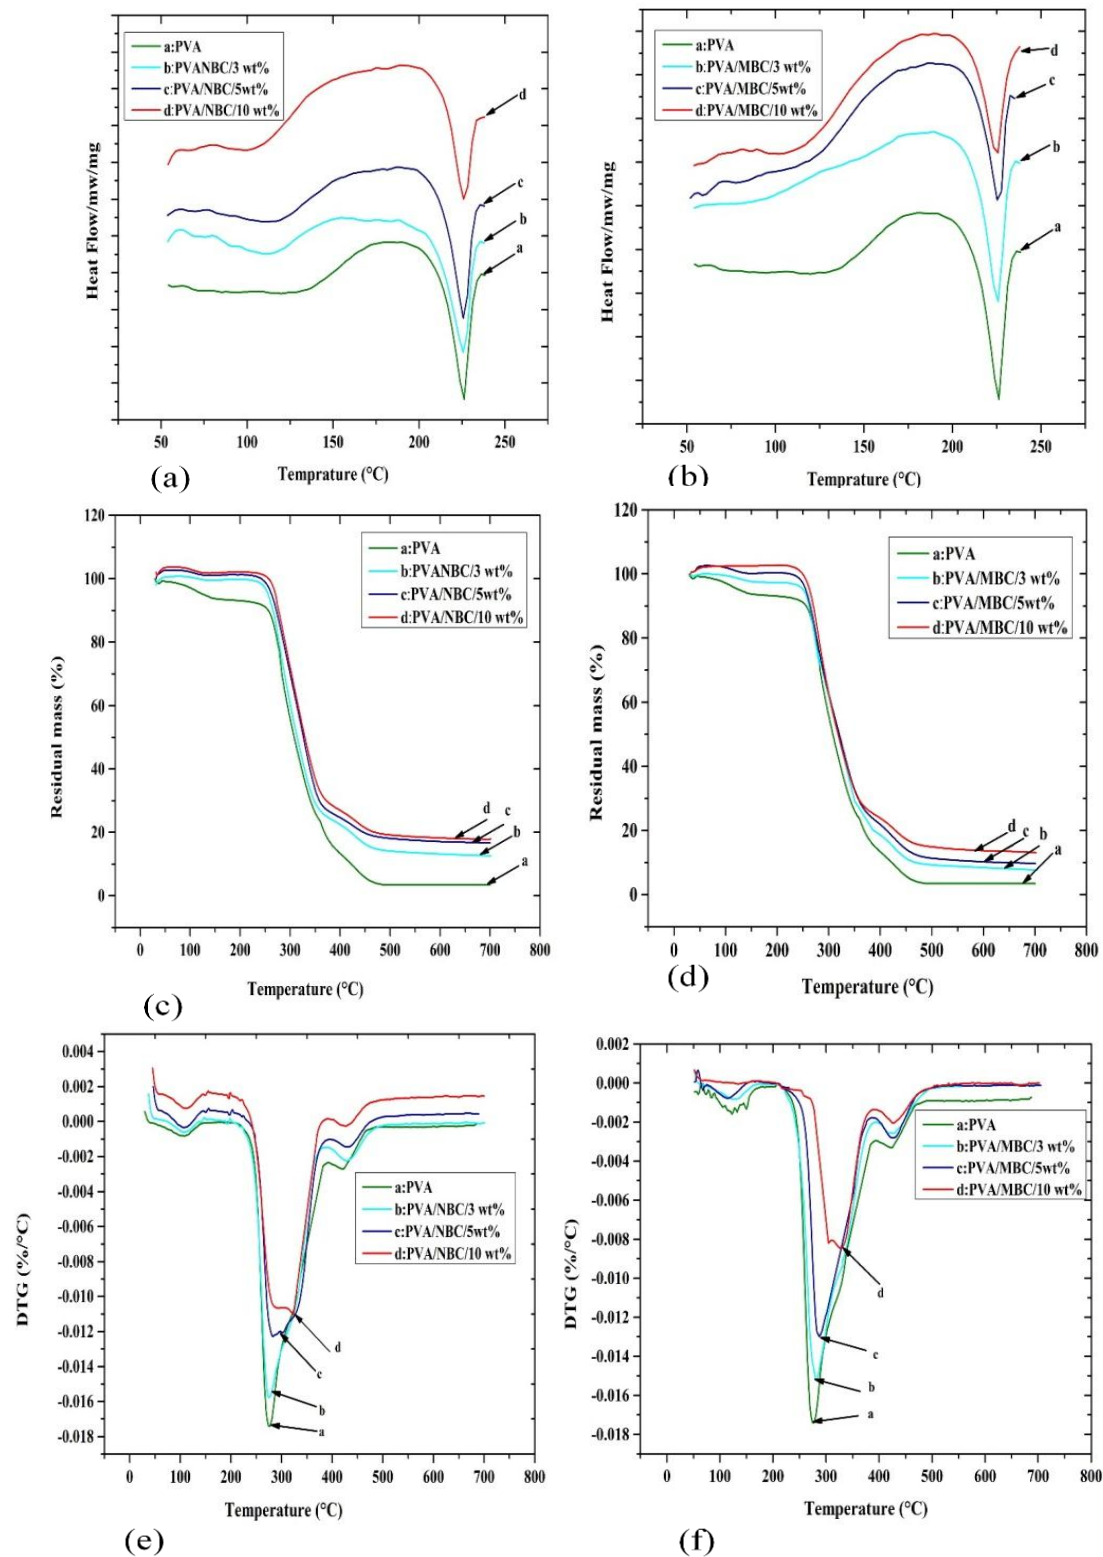 a:PVA
b:PVANBC/3 wt%
c:PVA/NBC/5wt%
d:PVA/NBC/10 wt%
d
c
b
a
Heat Flow/mw/mg
50 100 150 200 250
Temprature (°C)
(a)
a:PVA
b:PVA/MBC/3 wt%
c:PVA/MBC/5wt%
d:PVA/MBC/10 wt%
d
c
b
a
Heat Flow/mw/mg
50 100 150 200 250
Temprature (°C)
(b)
120
100
80
60
40
20
0
Residual mass (%)
a:PVA
b:PVANBC/3 wt%
c:PVA/NBC/5wt%
d:PVA/NBC/10 wt%
d
c
b
a
0 100 200 300 400 500 600 700 800
Temperature (°C)
(c)
120
100
80
60
40
20
0
Residual mass (%)
a:PVA
b:PVA/MBC/3 wt%
c:PVA/MBC/5wt%
d:PVA/MBC/10 wt%
d
c
b
a
0 100 200 300 400 500 600 700 800
Temperature (°C)
(d)
0.004
0.002
0.000
-0.002
-0.004
-0.006
-0.008
-0.010
-0.012
-0.014
-0.016
-0.018
DTG (%/°C)
a:PVA
b:PVA/NBC/3 wt%
c:PVA/NBC/5wt%
d:PVA/NBC/10 wt%
d
c
b
a
0 100 200 300 400 500 600 700 800
Temperature (°C)
(e)
0.002
0.000
-0.002
-0.004
-0.006
-0.008
-0.010
-0.012
-0.014
-0.016
-0.018
DTG (%/°C)
a:PVA
b:PVA/MBC/3 wt%
c:PVA/MBC/5wt%
d:PVA/MBC/10 wt%
d
c
b
a
0 100 200 300 400 500 600 700 800
Temperature (°C)
(f)